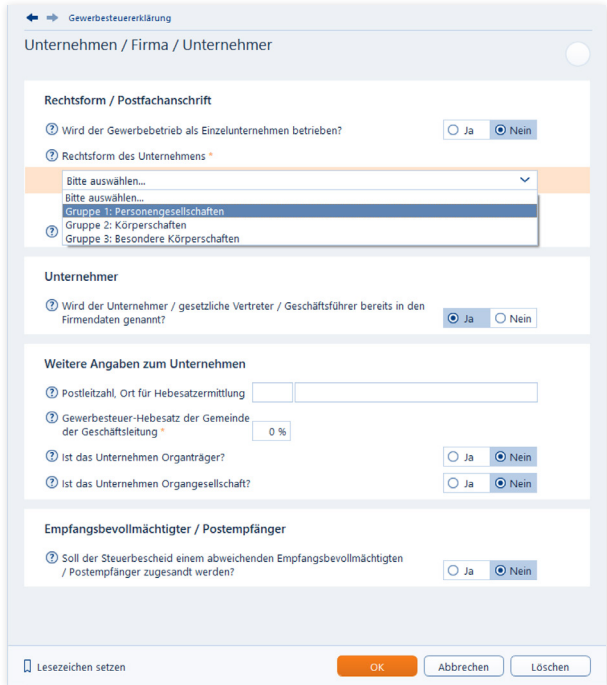 Gewerbesteuererklärung
Unternehmen / Firma / Unternehmer
Rechtsform / Postfachanschrift
Wird der Gewerbebetrieb als Einzelunternehmen betrieben?
Ja
Nein
Rechtsform des Unternehmens *
Bitte auswählen...
Bitte auswählen...
Gruppe 1: Personengesellschaften
Gruppe 2: Körperschaften
Gruppe 3: Besondere Körperschaften
Unternehmer
Wird der Unternehmer / gesetzliche Vertreter / Geschäftsführer bereits in den
Firmendaten genannt?
Ja
Nein
Weitere Angaben zum Unternehmen
Postleitzahl, Ort für Hebesatzermittlung
Gewerbesteuer-Hebesatz der Gemeinde
der Geschäftsleitung *
0 %
Ist das Unternehmen Organträger?
Ja
Nein
Ist das Unternehmen Organgesellschaft?
Ja
Nein
Empfangsbevollmächtigter / Postempfänger
Soll der Steuerbescheid einem abweichenden Empfangsbevollmächtigten
/ Postempfänger zugesandt werden?
Ja
Nein
Lesezeichen setzen
OK
Abbrechen
Löschen